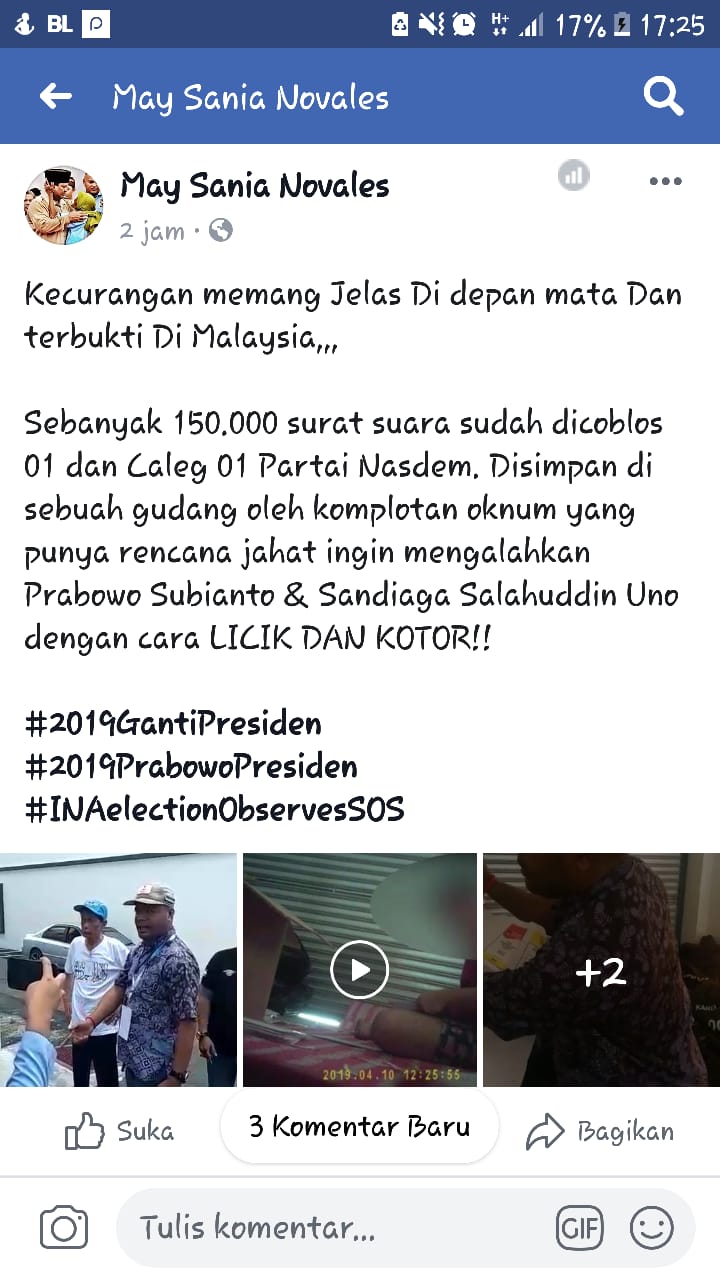 BL
H+
17%
17:25
May Sania Novales
May Sania Novales
2 jam •
Kecurangan memang Jelas Di depan mata Dan
terbukti Di Malaysia,,,
Sebanyak 150.000 surat suara sudah dicoblos
01 dan Caleg 01 Partai Nasdem. Disimpan di
sebuah gudang oleh komplotan oknum yang
punya rencana jahat ingin mengalahkan
Prabowo Subianto & Sandiaga Salahuddin Uno
dengan cara LICIK DAN KOTOR!!
#2019GantiPresiden
#2019PrabowoPresiden
#INAelectionObservesSOS
2019.04.10 12:25:55
+2
Suka
3 Komentar Baru
Bagikan
Tulis komentar...
GIF